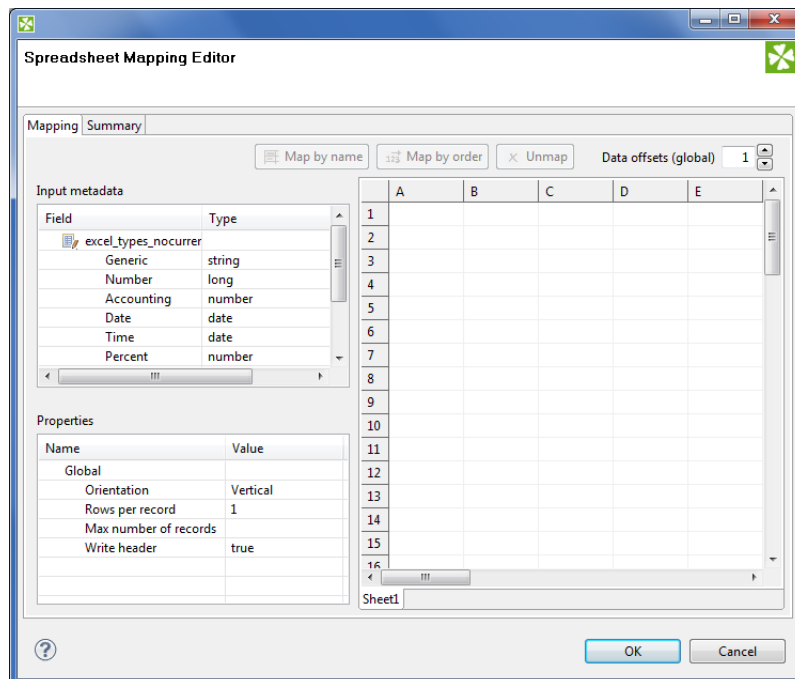 Spreadsheet Mapping Editor
Mapping Summary
Map by name Map by order Unmap Data offsets (global) 1
Input metadata
Field Type
excel_types_nocurrer
Generic string
Number long
Accounting number
Date date
Time date
Percent number
Properties
Name Value
Global
Orientation Vertical
Rows per record 1
Max number of records
Write header true
A B C D E
1
2
3
4
5
6
7
8
9
10
11
12
13
14
15
16
Sheet1
OK Cancel